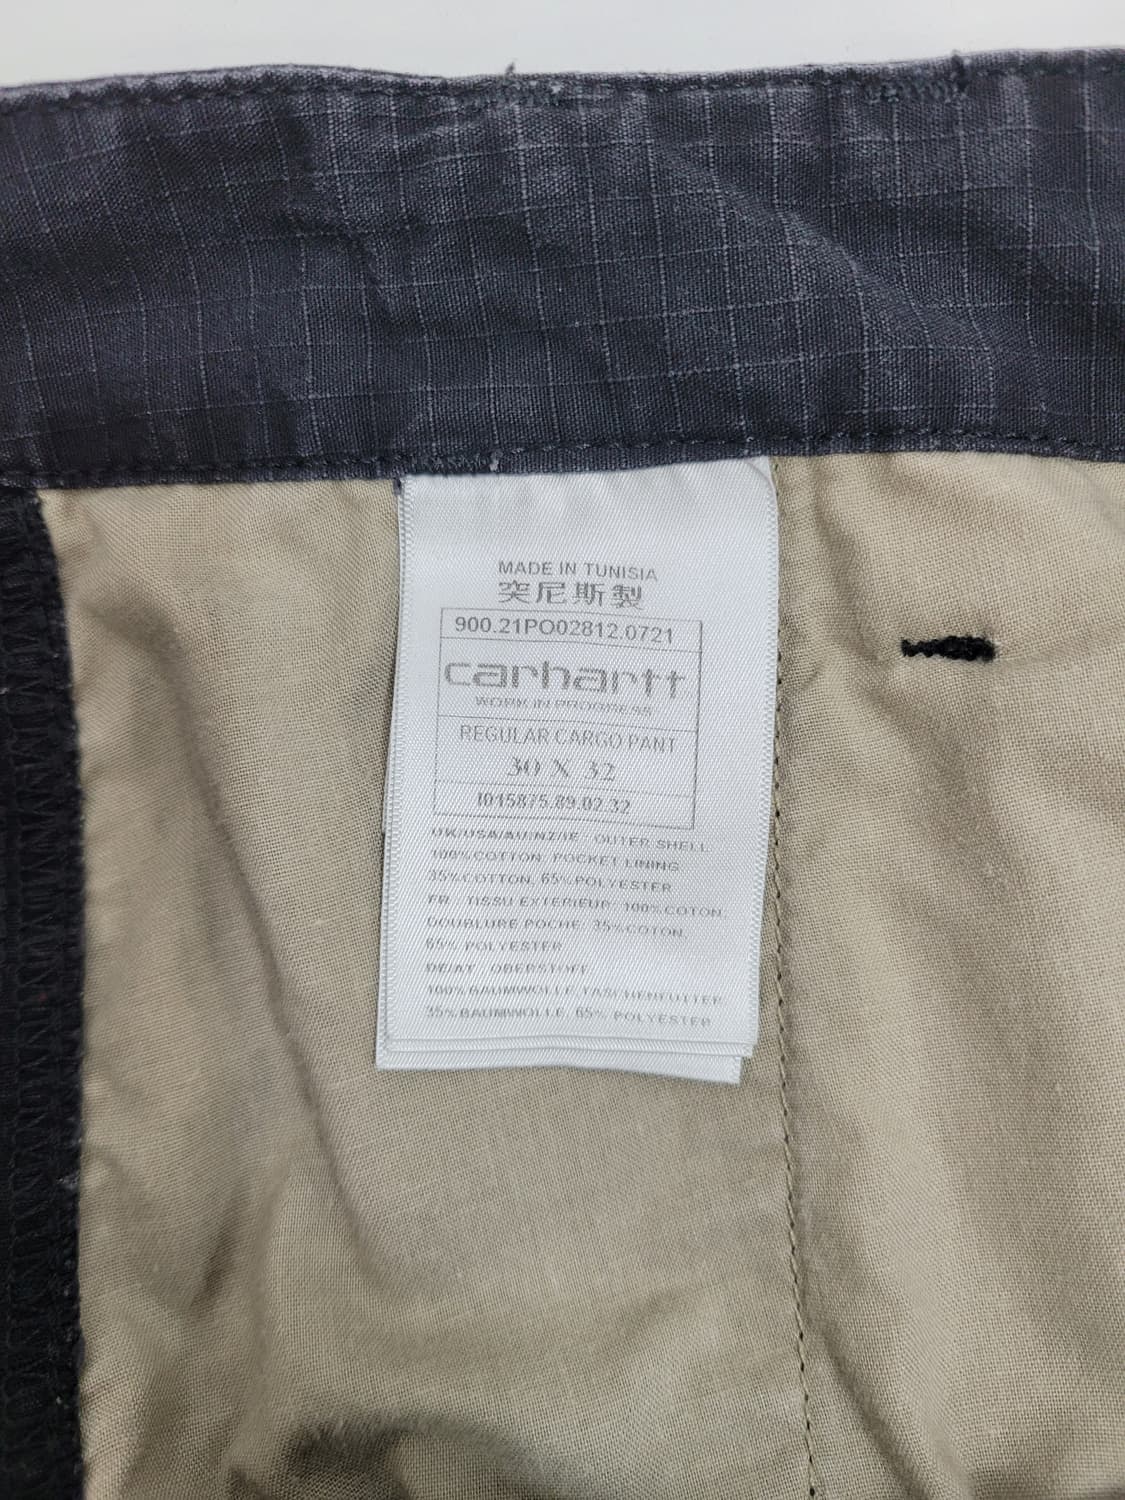 MADE IN TUNISIA
突尼斯製
900.21PO02812.0721
carhartt
WORK IN PROGRESS
REGULAR CARGO PANT
30 X 32
I015875.89.02.32
UK/USA/AU/NZ/IE OUTER SHELL
100%COTTON, POCKET LINING
35%COTTON, 65%POLYESTER
FR TISSU EXTERIEUP: 100%COTON,
DOUBLURE POCHE: 35%COTON,
65% POLYESTER
DE/AT OBERSTOFF
100% BAUMWOLLE, TASCHENFUTTER
35% BAUMWOLLE, 65% POLYESTER